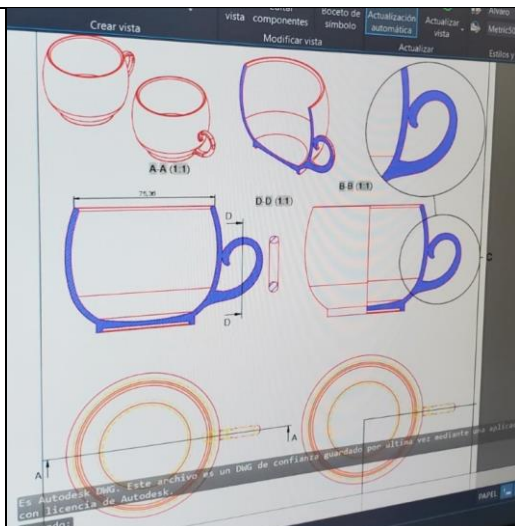 Crear vista
vista
componentes
Modificar vista
Boceto de
símbolo
Actualización
automática
Actualizar
vista
Actualizar
Alvaro
Estilos y
A-A (1:1)
D-D (1:1)
B-B (1:1)
75,36
D
D
C
A
A
Es Autodesk DWG. Este archivo es un DWG de confianza guardado por última vez mediante una
con licencia de Autodesk.
PAPEL